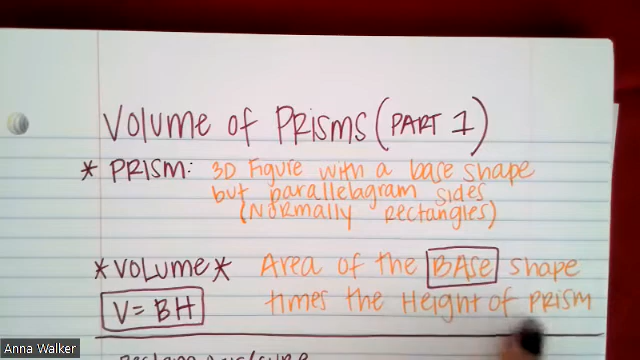 Volume of Prisms (PART 1)
* PRISM: 3D Figure with a base shape
but parallelagram sides
(Normally rectangles)
*VOLUME* Area of the BASE shape
V = BH times the Height of prism
Anna Walker